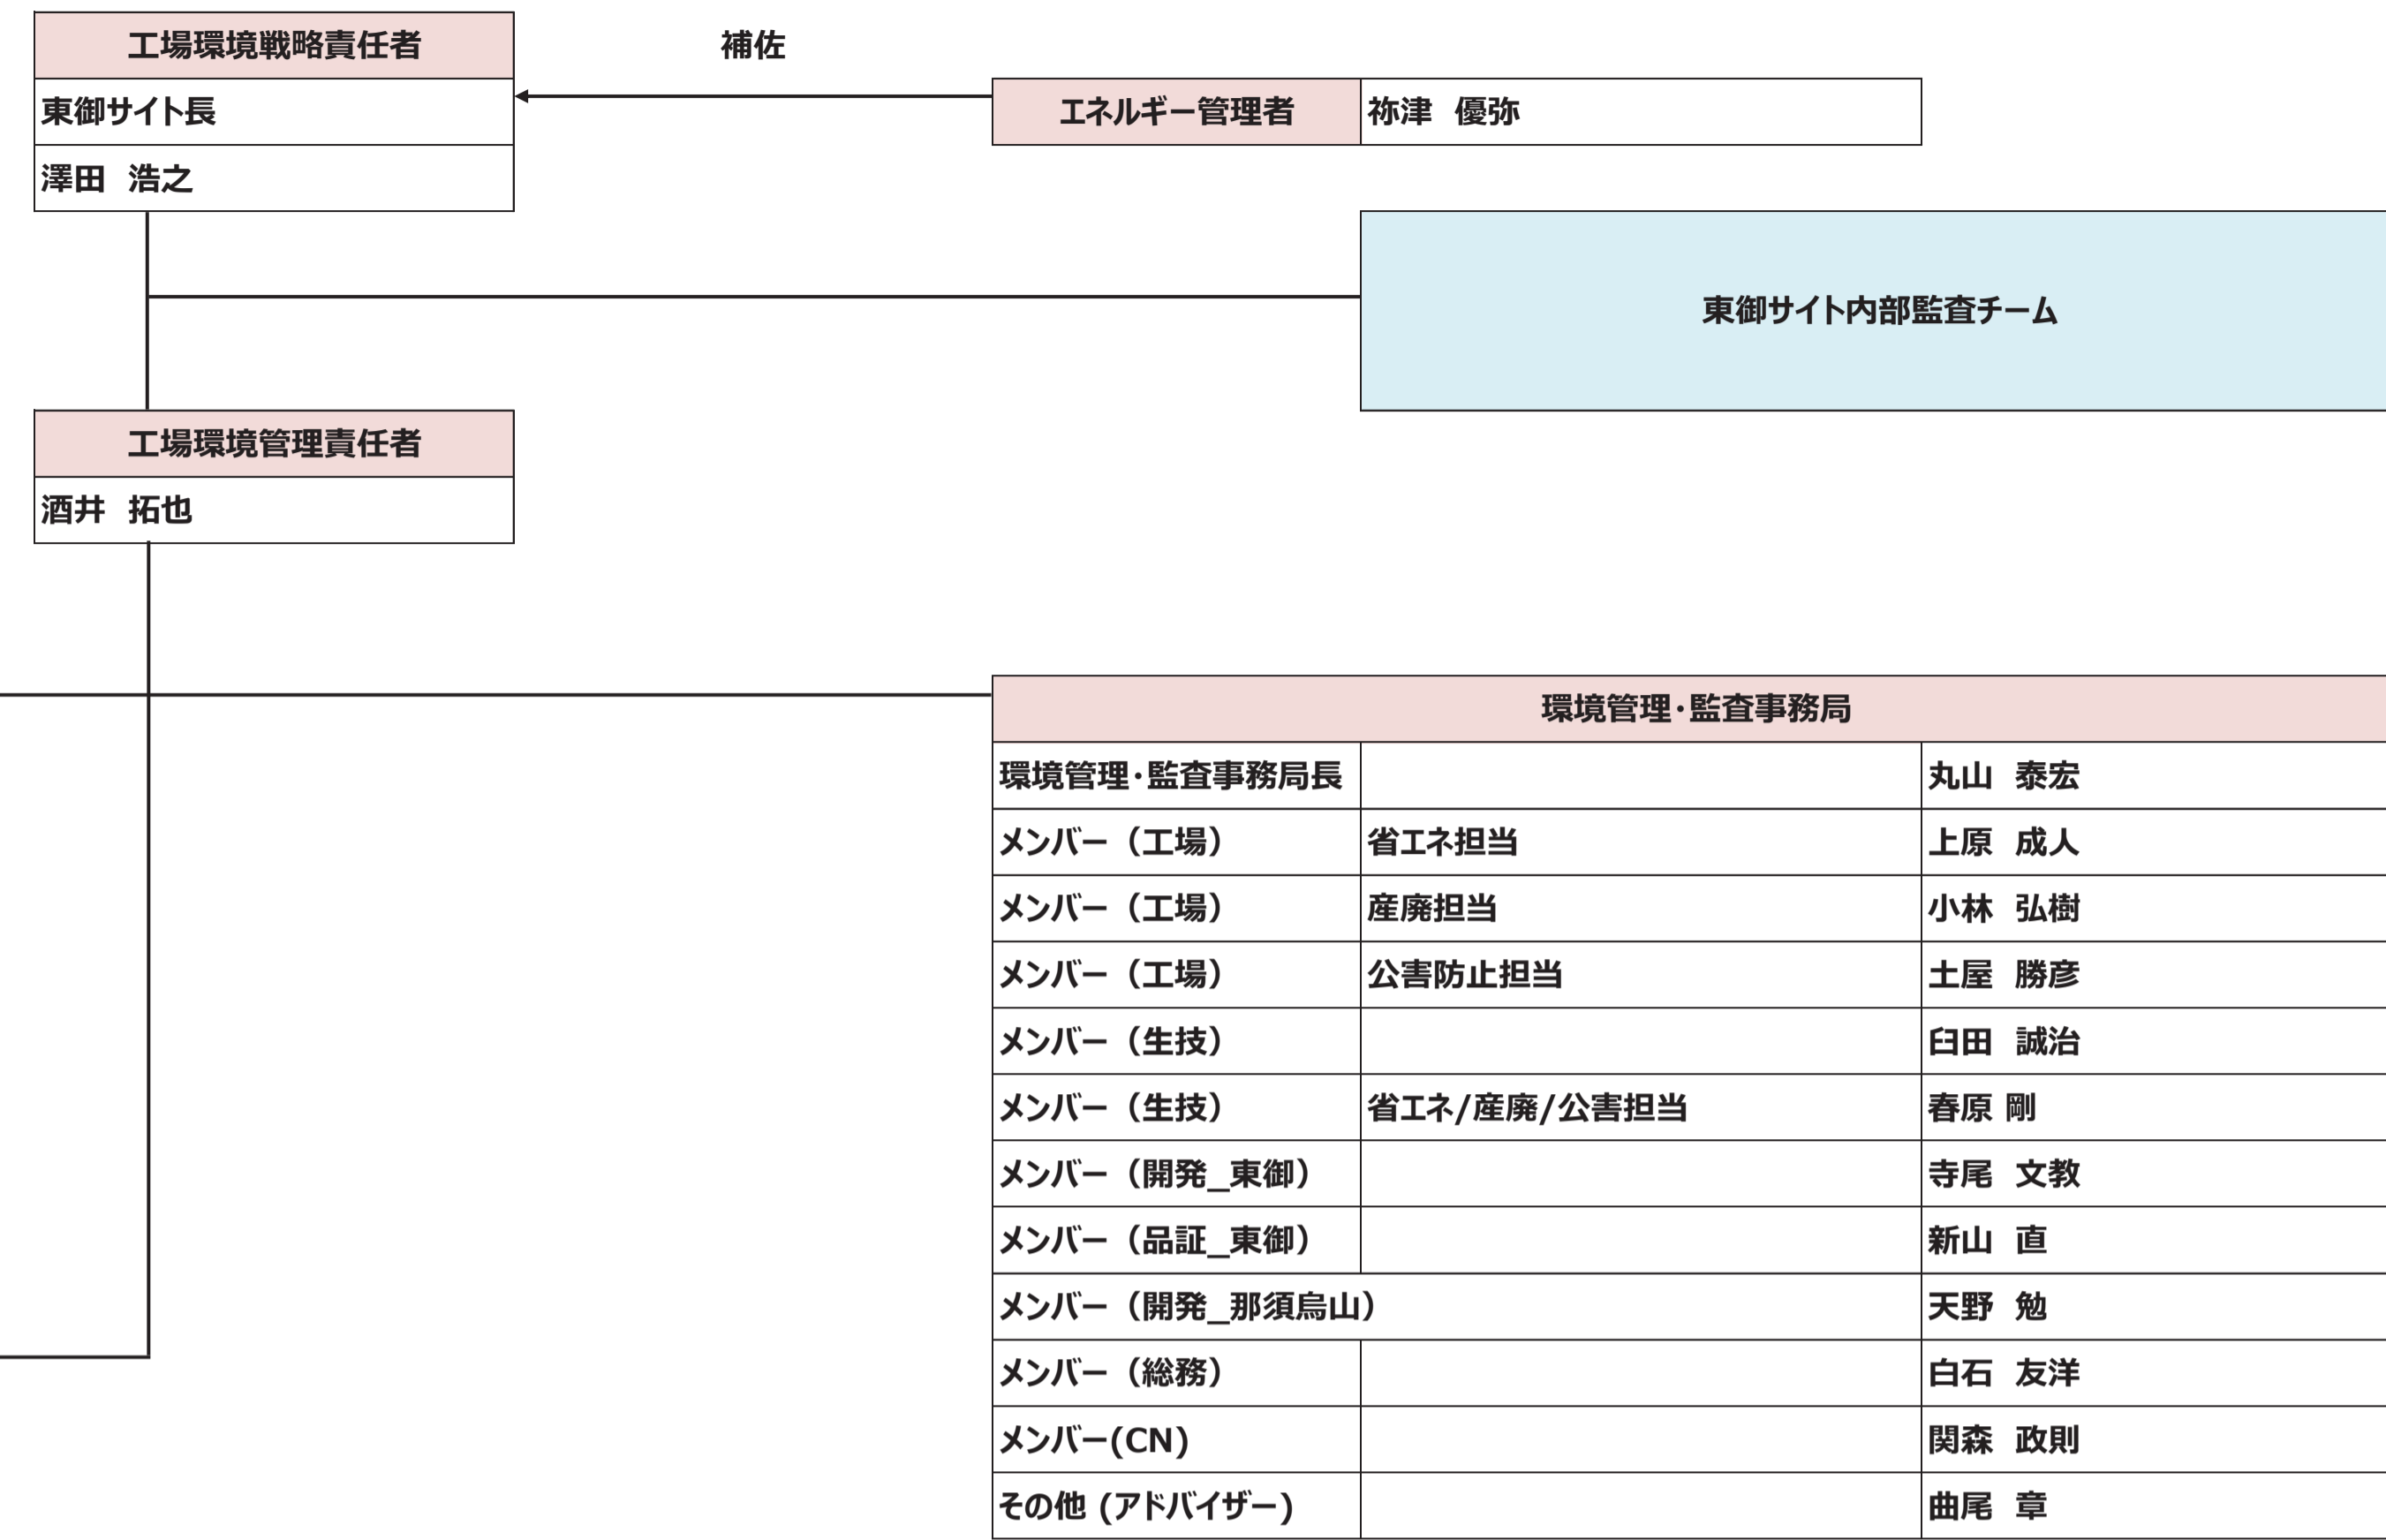 工場環境戦略責任者
補佐
東御サイト長
エネルギー管理者 祢津 優弥
澤田 浩之
東御サイト内部監査チーム
工場環境管理責任者
酒井 拓也
環境管理・監査事務局
環境管理・監査事務局長 丸山 泰宏
メンバー（工場） 省エネ担当 上原 成人
メンバー（工場） 産廃担当 小林 弘樹
メンバー（工場） 公害防止担当 土屋 勝彦
メンバー（生技） 臼田 誠治
メンバー（生技） 省エネ/産廃/公害担当 春原 剛
メンバー（開発_東御） 寺尾 文教
メンバー（品証_東御） 新山 直
メンバー（開発_那須烏山） 天野 勉
メンバー（総務） 白石 友洋
メンバー(CN) 関森 政則
その他 (アドバイザー) 曲尾 章